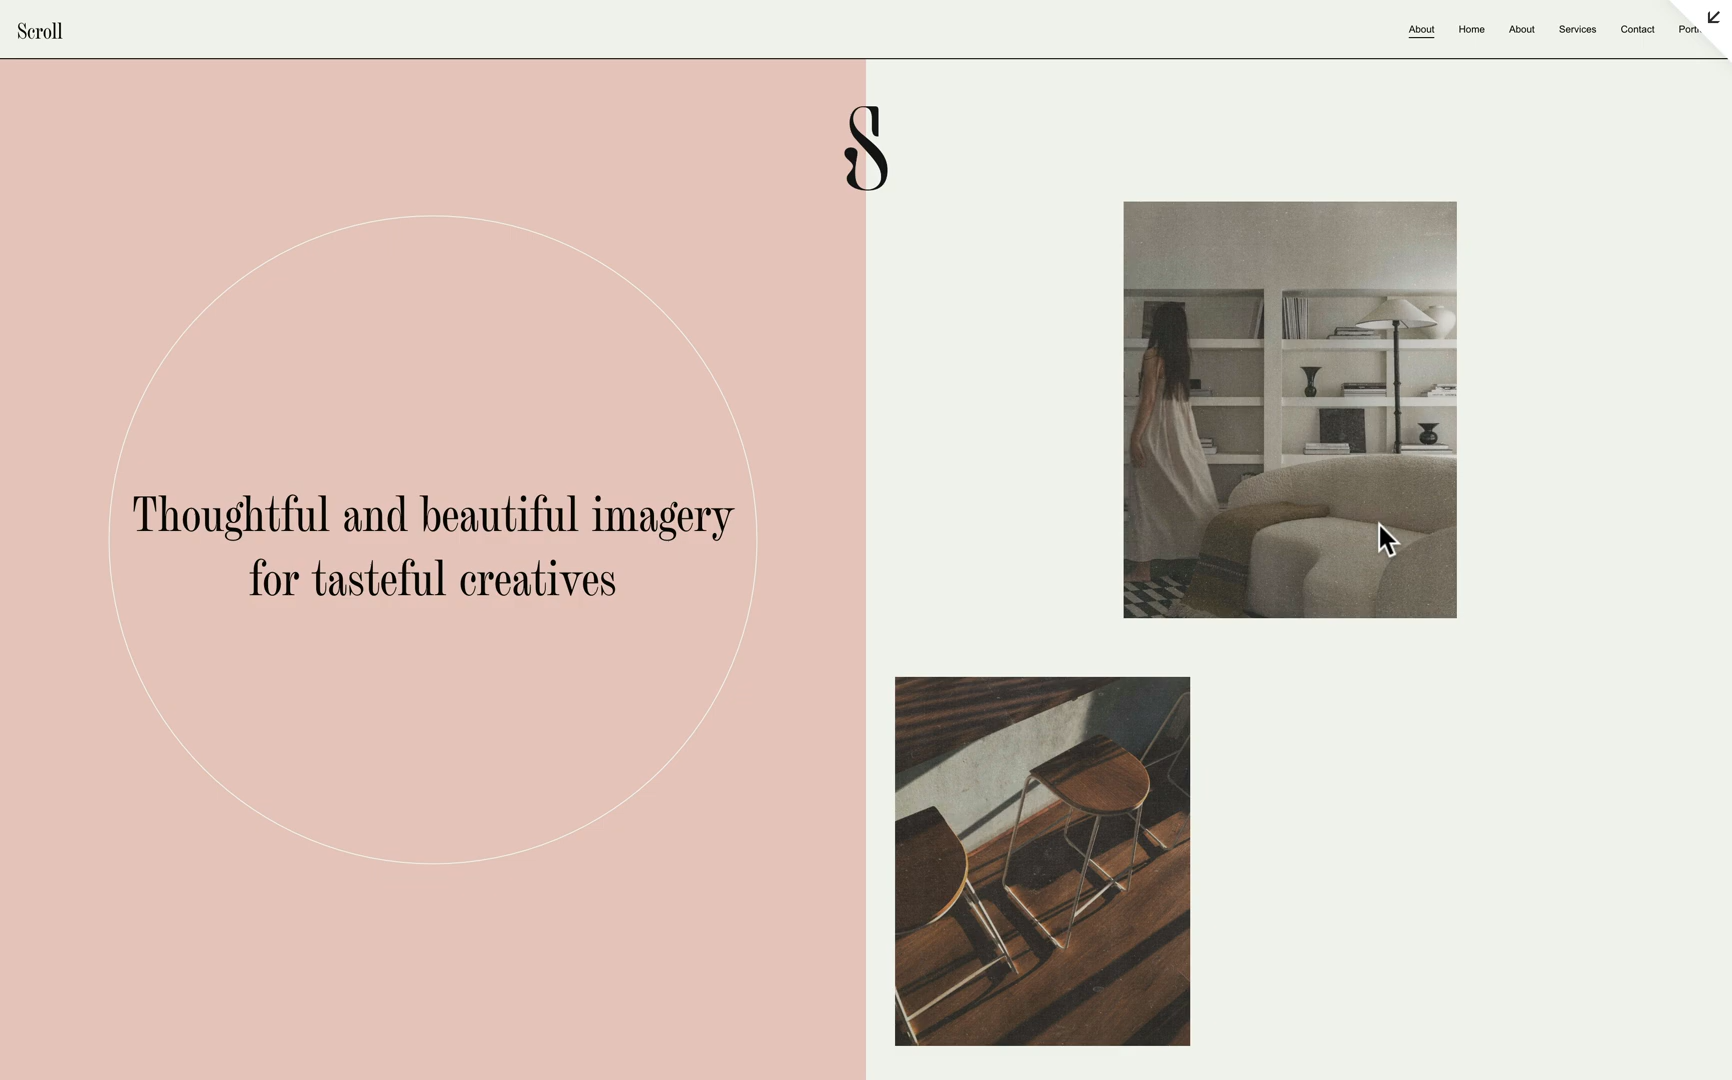 Scroll
About Home About Services Contact
S
Thoughtful and beautiful imagery
for tasteful creatives